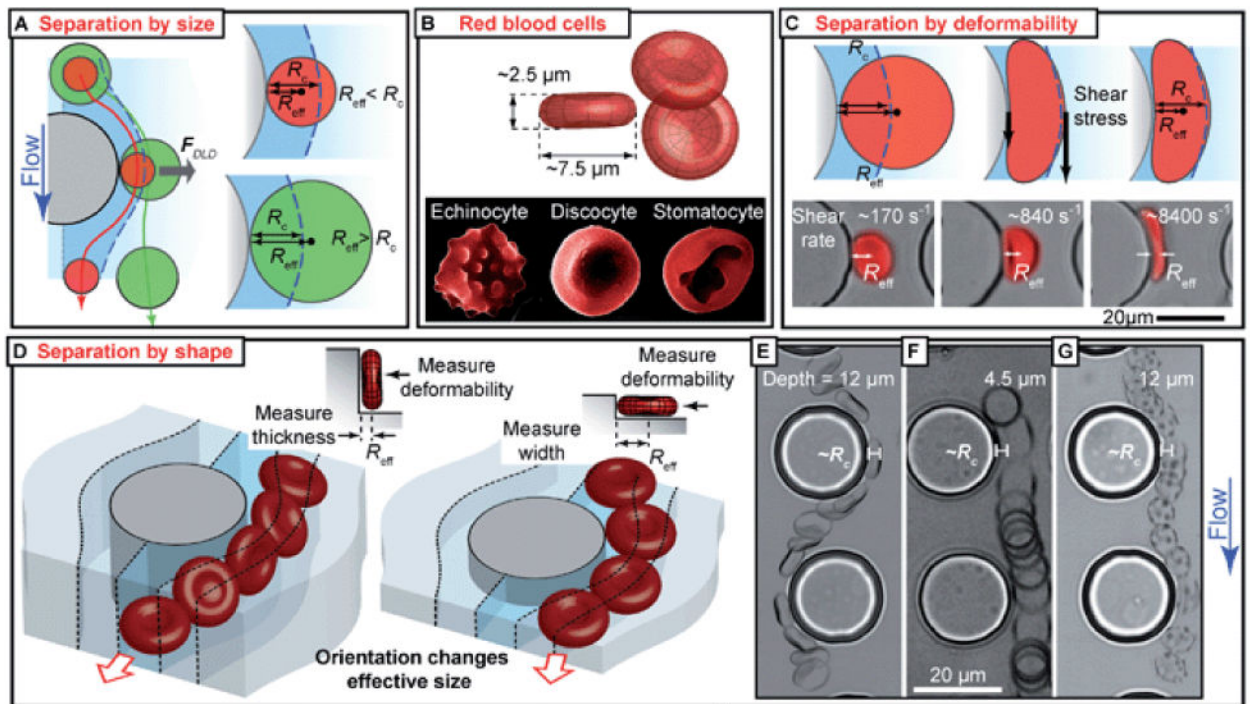 A Separation by size
R_c
R_eff
R_eff < R_c
F_DLD
Flow
R_c
R_eff
R_eff > R_c
B Red blood cells
~2.5 µm
~7.5 µm
Echinocyte
Discocyte
Stomatocyte
C Separation by deformability
R_c
R_eff
Shear
stress
R_c
R_eff
Shear
rate
~170 s⁻¹
R_eff
~840 s⁻¹
R_eff
~8400 s⁻¹
R_eff
20µm
D Separation by shape
Measure
deformability
Measure
thickness
R_eff
Measure
deformability
Measure
width
R_eff
Orientation changes
effective size
E
Depth = 12 µm
~R_c
F
4.5 µm
~R_c
20 µm
G
12 µm
~R_c
Flow